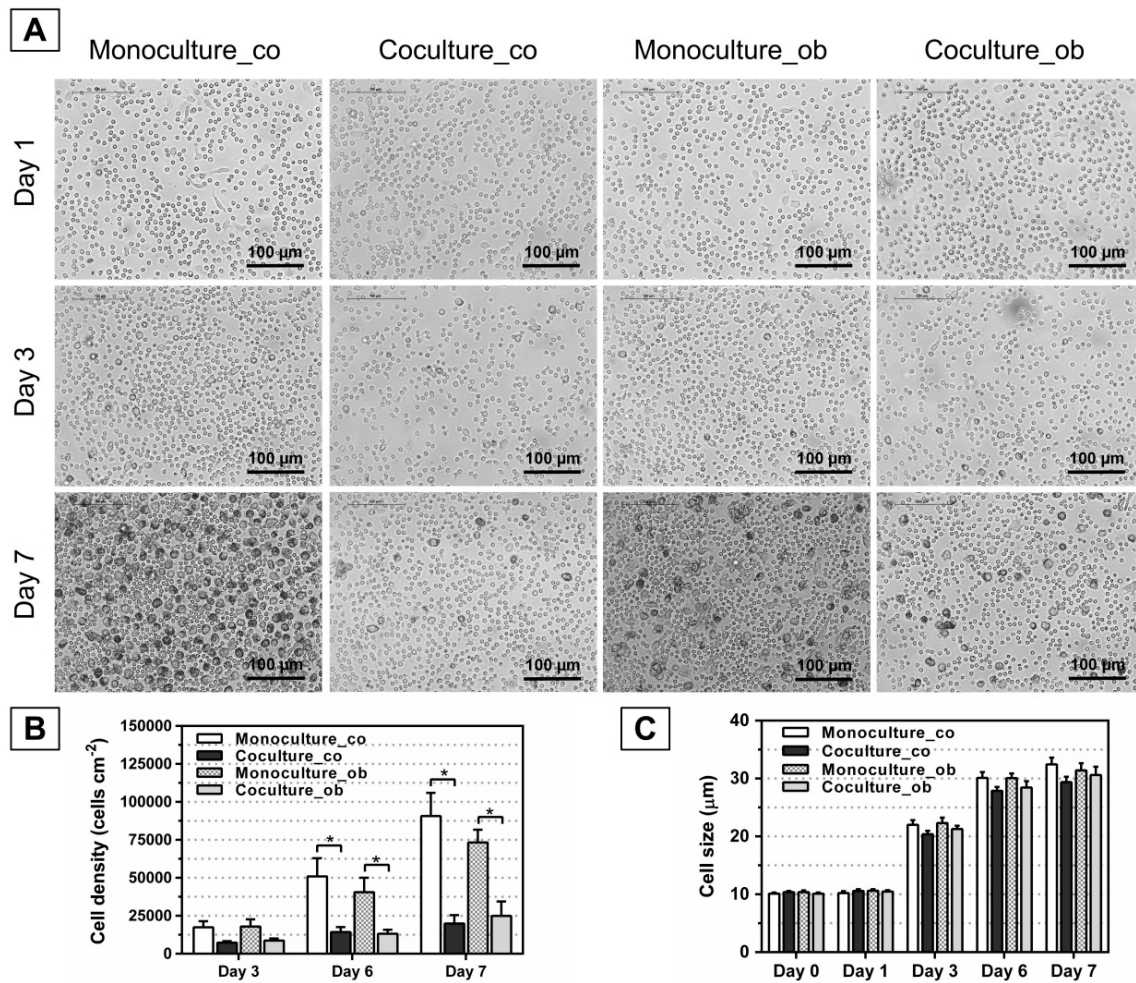 A
Monoculture_co Coculture_co Monoculture_ob Coculture_ob
Day 1
100 µm 100 µm 100 µm 100 µm
Day 3
100 µm 100 µm 100 µm 100 µm
Day 7
100 µm 100 µm 100 µm 100 µm
B
Cell density (cells cm⁻²)
150000
125000
100000
75000
50000
25000
0
Monoculture_co
Coculture_co
Monoculture_ob
Coculture_ob
* * * *
Day 3 Day 6 Day 7
C
Cell size (µm)
40
30
20
10
0
Monoculture_co
Coculture_co
Monoculture_ob
Coculture_ob
Day 0 Day 1 Day 3 Day 6 Day 7